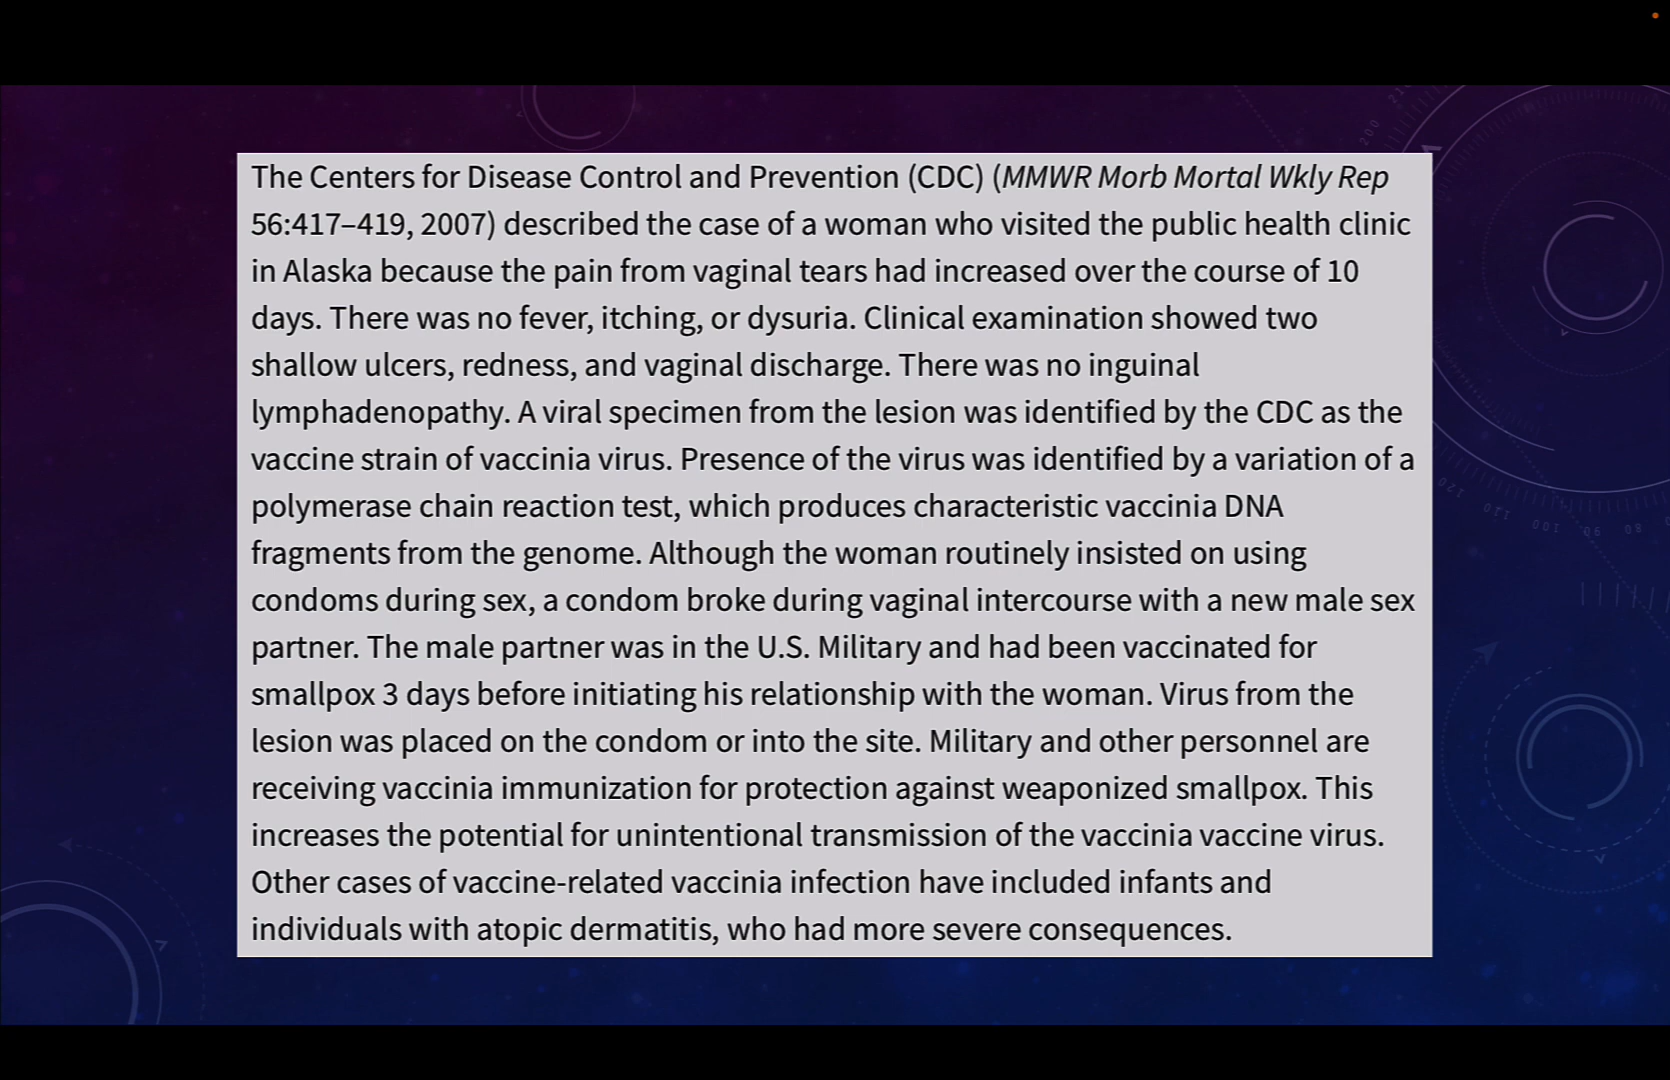 The Centers for Disease Control and Prevention (CDC) (MMWR Morb Mortal Wkly Rep
56:417–419, 2007) described the case of a woman who visited the public health clinic
in Alaska because the pain from vaginal tears had increased over the course of 10
days. There was no fever, itching, or dysuria. Clinical examination showed two
shallow ulcers, redness, and vaginal discharge. There was no inguinal
lymphadenopathy. A viral specimen from the lesion was identified by the CDC as the
vaccine strain of vaccinia virus. Presence of the virus was identified by a variation of a
polymerase chain reaction test, which produces characteristic vaccinia DNA
fragments from the genome. Although the woman routinely insisted on using
condoms during sex, a condom broke during vaginal intercourse with a new male sex
partner. The male partner was in the U.S. Military and had been vaccinated for
smallpox 3 days before initiating his relationship with the woman. Virus from the
lesion was placed on the condom or into the site. Military and other personnel are
receiving vaccinia immunization for protection against weaponized smallpox. This
increases the potential for unintentional transmission of the vaccinia vaccine virus.
Other cases of vaccine-related vaccinia infection have included infants and
individuals with atopic dermatitis, who had more severe consequences.